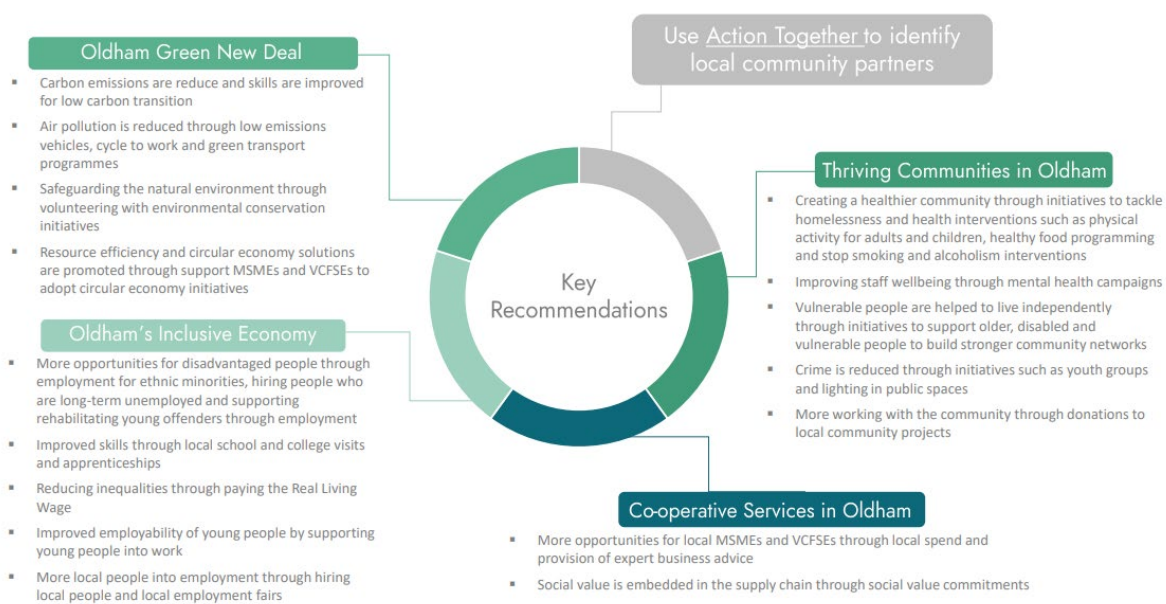 Oldham Green New Deal
▪ Carbon emissions are reduce and skills are improved
for low carbon transition
▪ Air pollution is reduced through low emissions
vehicles, cycle to work and green transport
programmes
▪ Safeguarding the natural environment through
volunteering with environmental conservation
initiatives
▪ Resource efficiency and circular economy solutions
are promoted through support MSMEs and VCFSEs to
adopt circular economy initiatives
Oldham's Inclusive Economy
▪ More opportunities for disadvantaged people through
employment for ethnic minorities, hiring people who
are long-term unemployed and supporting
rehabilitating young offenders through employment
▪ Improved skills through local school and college visits
and apprenticeships
▪ Reducing inequalities through paying the Real Living
Wage
▪ Improved employability of young people by supporting
young people into work
▪ More local people into employment through hiring
local people and local employment fairs
Key
Recommendations
Use Action Together to identify
local community partners
Thriving Communities in Oldham
▪ Creating a healthier community through initiatives to tackle
homelessness and health interventions such as physical
activity for adults and children, healthy food programming
and stop smoking and alcoholism interventions
▪ Improving staff wellbeing through mental health campaigns
▪ Vulnerable people are helped to live independently
through initiatives to support older, disabled and
vulnerable people to build stronger community networks
▪ Crime is reduced through initiatives such as youth groups
and lighting in public spaces
▪ More working with the community through donations to
local community projects
Co-operative Services in Oldham
▪ More opportunities for local MSMEs and VCFSEs through local spend and
provision of expert business advice
▪ Social value is embedded in the supply chain through social value commitments